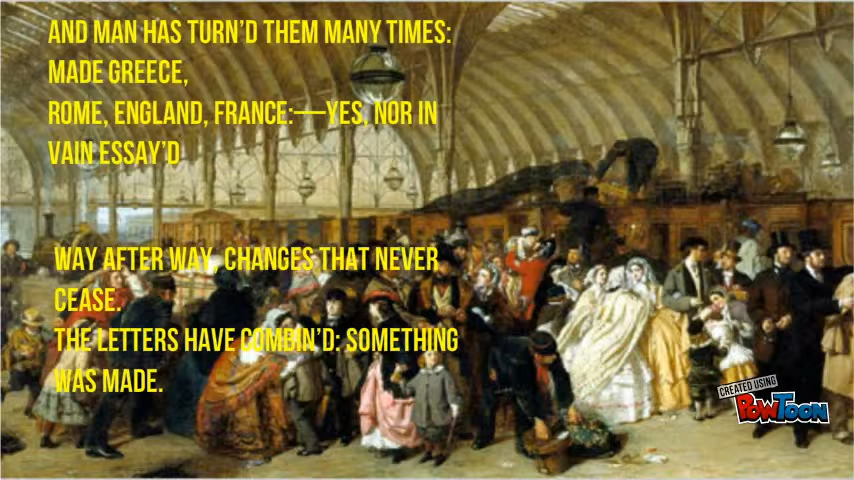 AND MAN HAS TURN’D THEM MANY TIMES:
MADE GREECE,
ROME, ENGLAND, FRANCE:—YES, NOR IN
VAIN ESSAY’D
WAY AFTER WAY, CHANGES THAT NEVER
CEASE.
THE LETTERS HAVE COMBIN’D: SOMETHING
WAS MADE.
CREATED USING
POWTOON